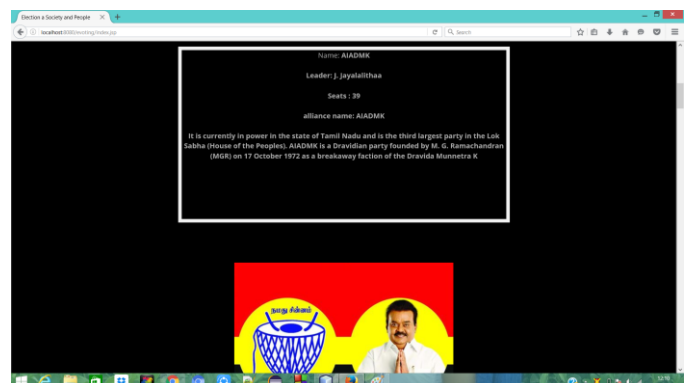 Election a Society and People
localhost:8080/evoting/index.jsp
Search
Name: AIADMK
Leader: J. Jayalalithaa
Seats : 39
alliance name: AIADMK
It is currently in power in the state of Tamil Nadu and is the third largest party in the Lok
Sabha (House of the Peoples). AIADMK is a Dravidian party founded by M. G. Ramachandran
(MGR) on 17 October 1972 as a breakaway faction of the Dravida Munnetra K
நமது சின்னம்